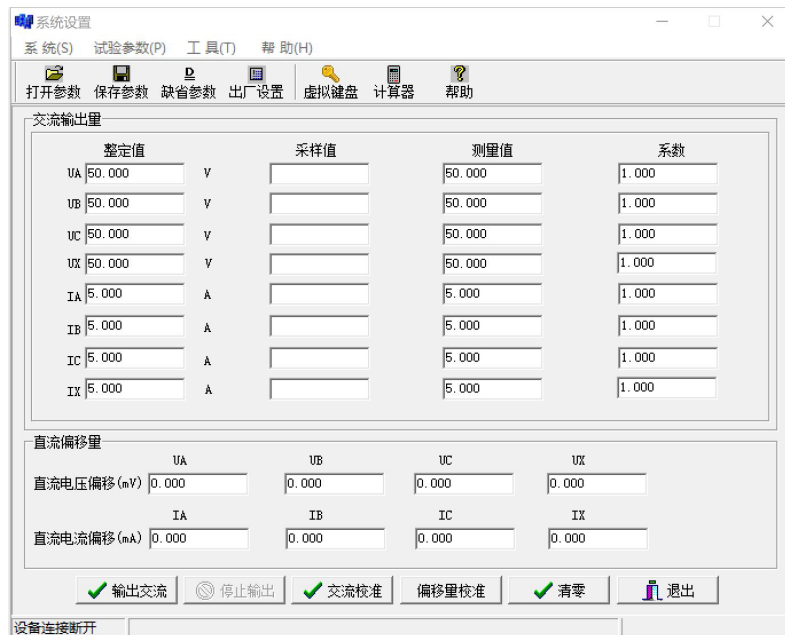 系统设置
系 统(S) 试验参数(P) 工 具(T) 帮 助(H)
D
打开参数 保存参数 缺省参数 出厂设置 虚拟键盘 计算器 帮助
交流输出量
整定值 采样值 测量值 系数
UA 50.000 V 50.000 1.000
UB 50.000 V 50.000 1.000
UC 50.000 V 50.000 1.000
UX 50.000 V 50.000 1.000
IA 5.000 A 5.000 1.000
IB 5.000 A 5.000 1.000
IC 5.000 A 5.000 1.000
IX 5.000 A 5.000 1.000
直流偏移量
UA UB UC UX
直流电压偏移(mV) 0.000 0.000 0.000 0.000
IA IB IC IX
直流电流偏移(mA) 0.000 0.000 0.000 0.000
输出交流 停止输出 交流校准 偏移量校准 清零 退出
设备连接断开